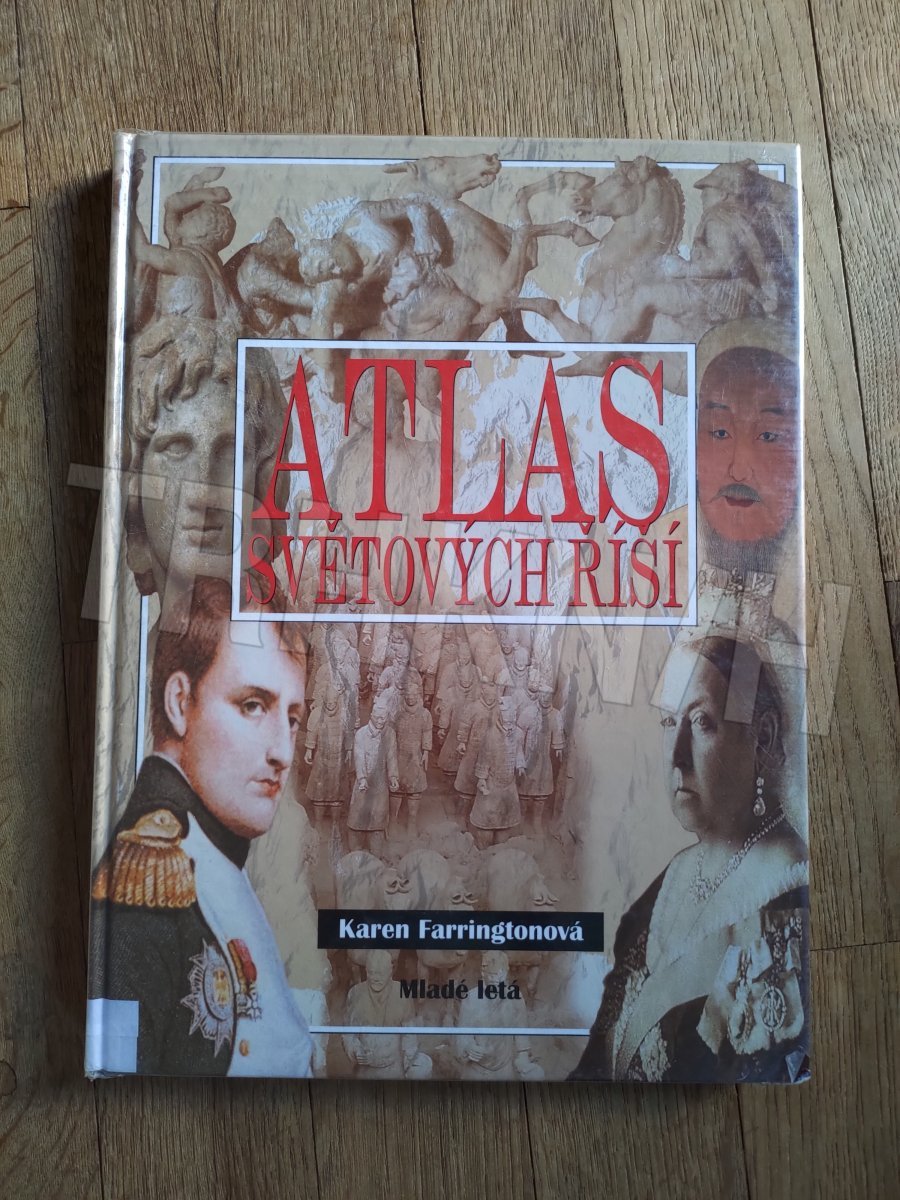 ATLAS
SVĚTOVÝCH ŘÍŠÍ
Karen Farringtonová
Mladé letá